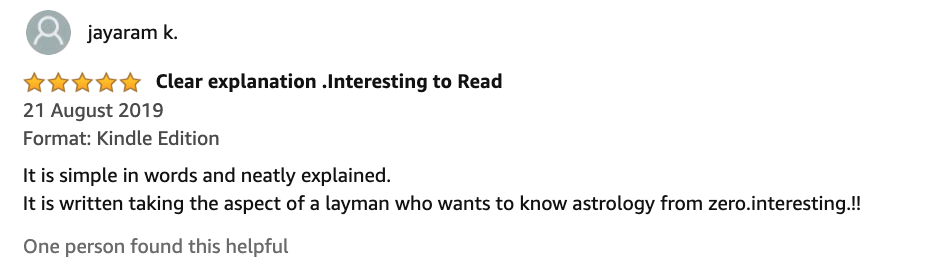 jayaram k.
Clear explanation .Interesting to Read
21 August 2019
Format: Kindle Edition
It is simple in words and neatly explained.
It is written taking the aspect of a layman who wants to know astrology from zero.interesting.!!
One person found this helpful